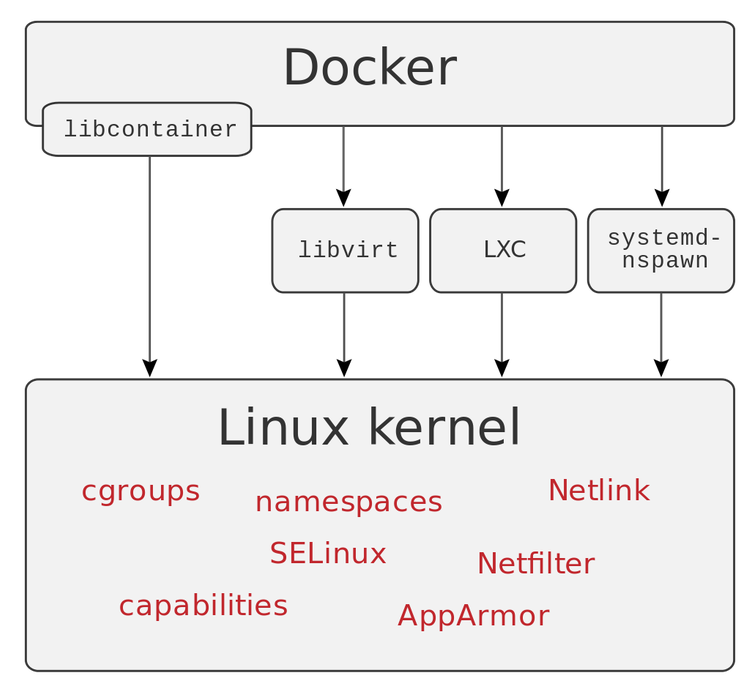 Docker
libcontainer
libvirt
LXC
systemd-
nspawn
Linux kernel
cgroups
namespaces
Netlink
SELinux
Netfilter
capabilities
AppArmor